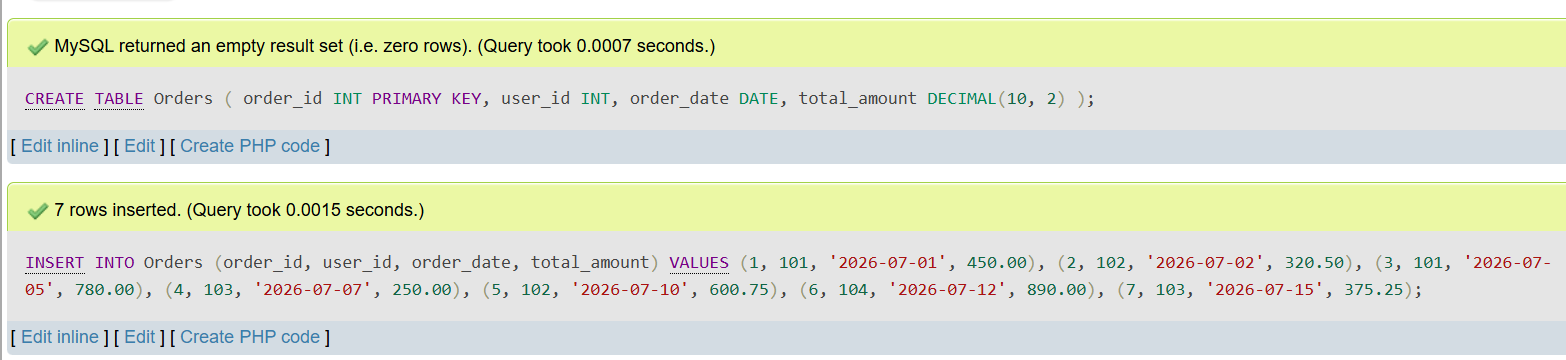 MySQL returned an empty result set (i.e. zero rows). (Query took 0.0007 seconds.)
CREATE TABLE Orders ( order_id INT PRIMARY KEY, user_id INT, order_date DATE, total_amount DECIMAL(10, 2) );
[ Edit inline ] [ Edit ] [ Create PHP code ]
7 rows inserted. (Query took 0.0015 seconds.)
INSERT INTO Orders (order_id, user_id, order_date, total_amount) VALUES (1, 101, '2026-07-01', 450.00), (2, 102, '2026-07-02', 320.50), (3, 101, '2026-07-
05', 780.00), (4, 103, '2026-07-07', 250.00), (5, 102, '2026-07-10', 600.75), (6, 104, '2026-07-12', 890.00), (7, 103, '2026-07-15', 375.25);
[ Edit inline ] [ Edit ] [ Create PHP code ]